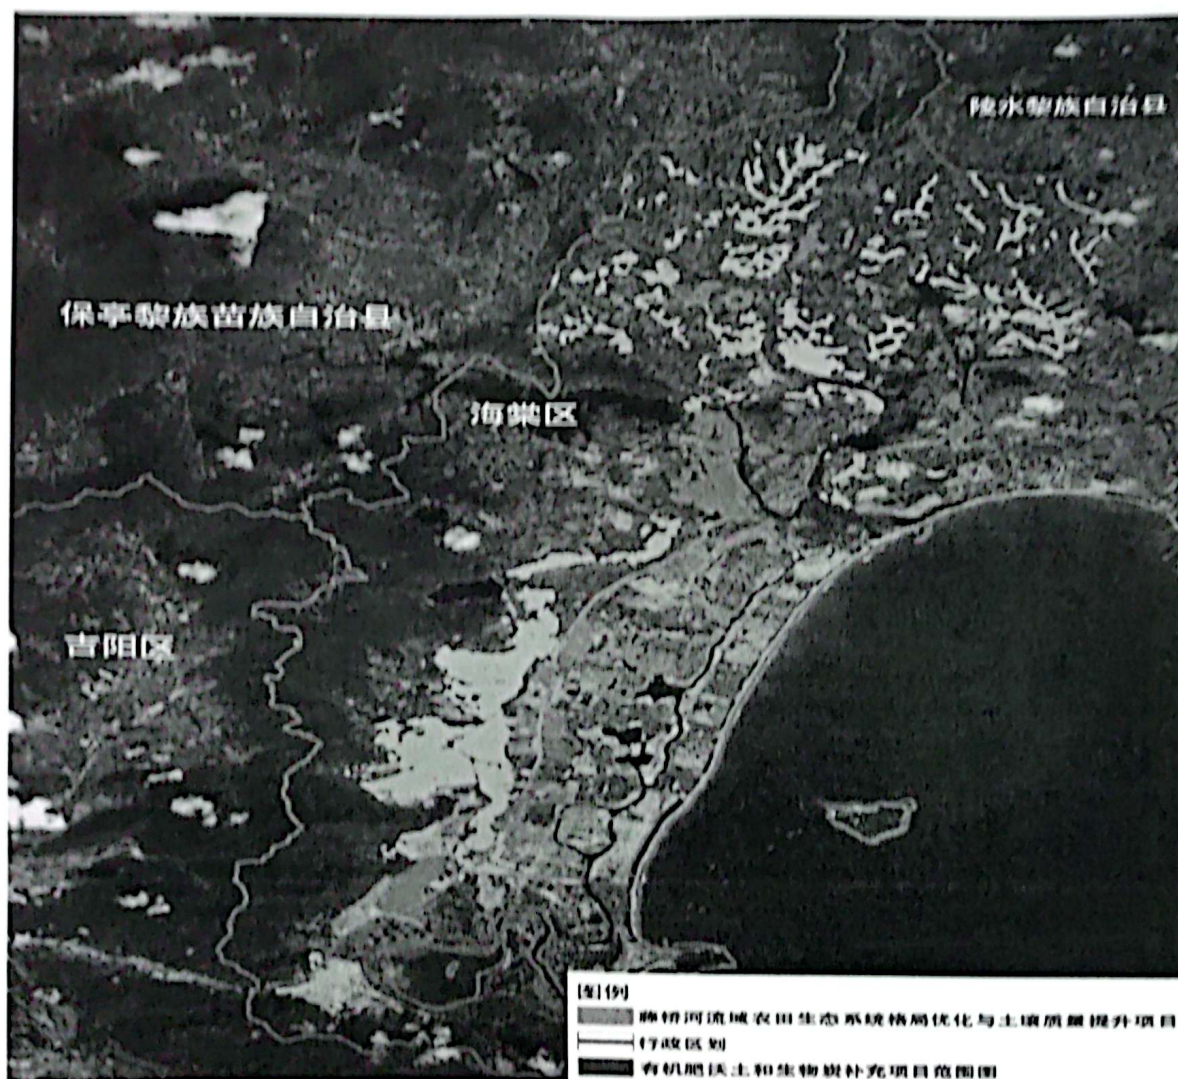 陵水黎族自治县
保亭黎族苗族自治县
海棠区
吉阳区
图例
藤桥河流域农田生态系统格局优化与土壤质量提升项目
行政区划
有机肥沃土和生物炭补充项目范围图